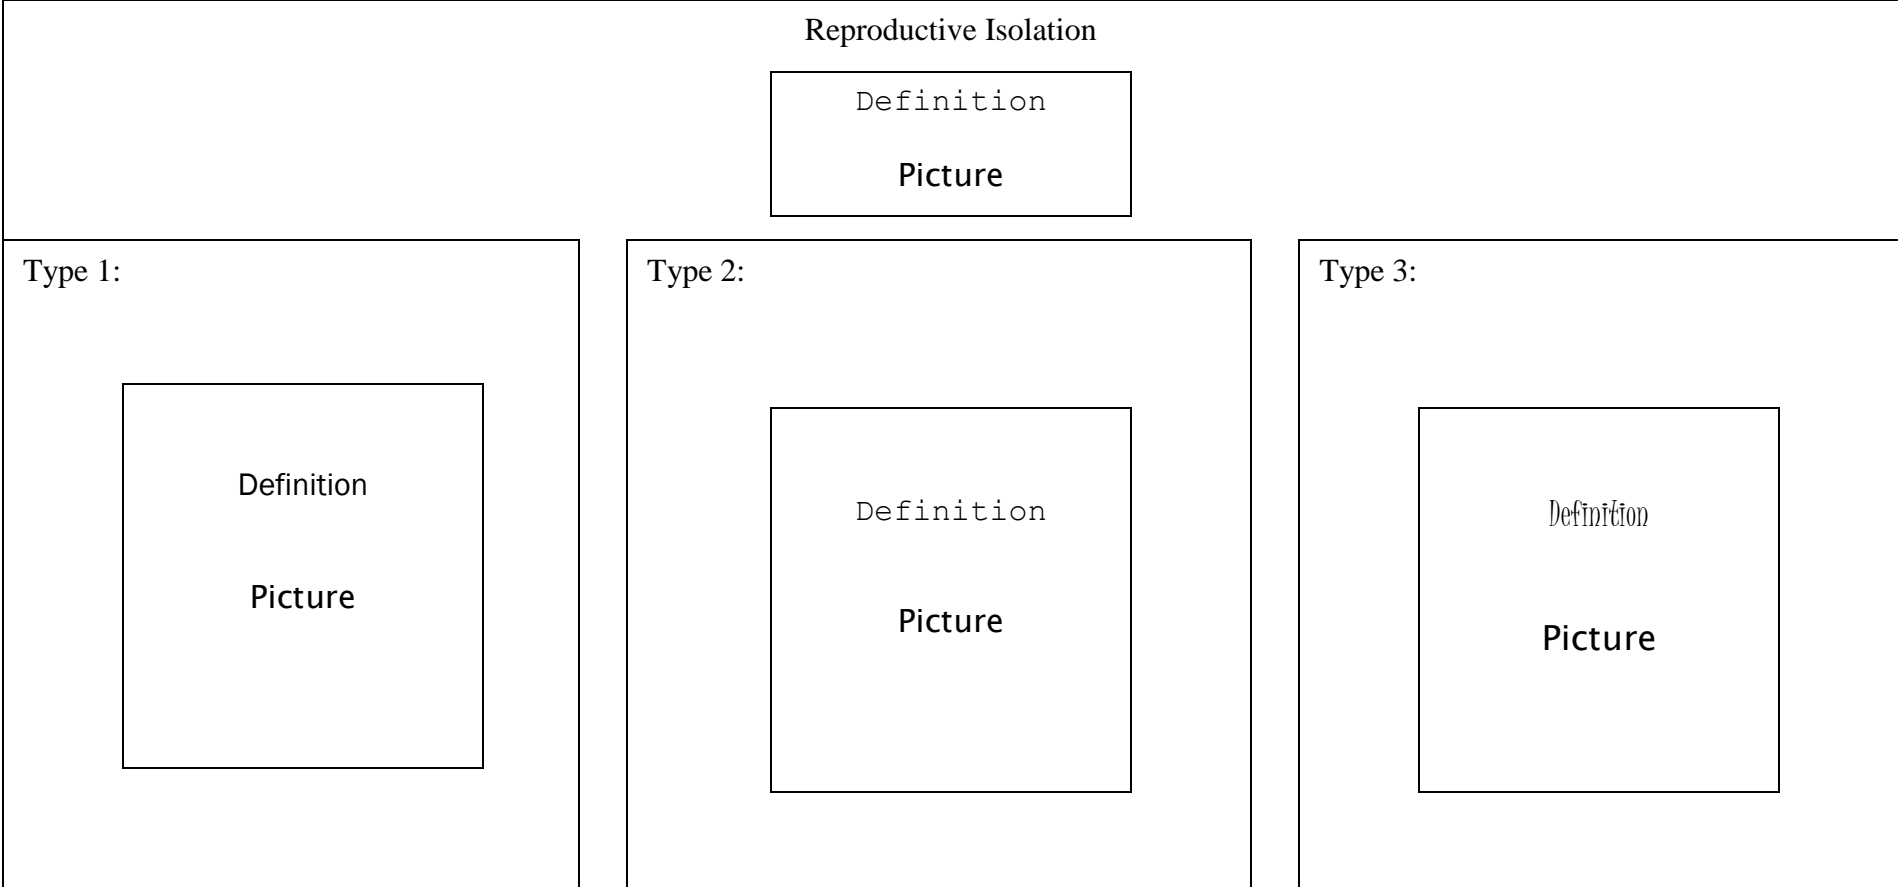 Reproductive Isolation
Definition
Picture
Type 1:
Definition
Picture
Type 2:
Definition
Picture
Type 3:
Definition
Picture